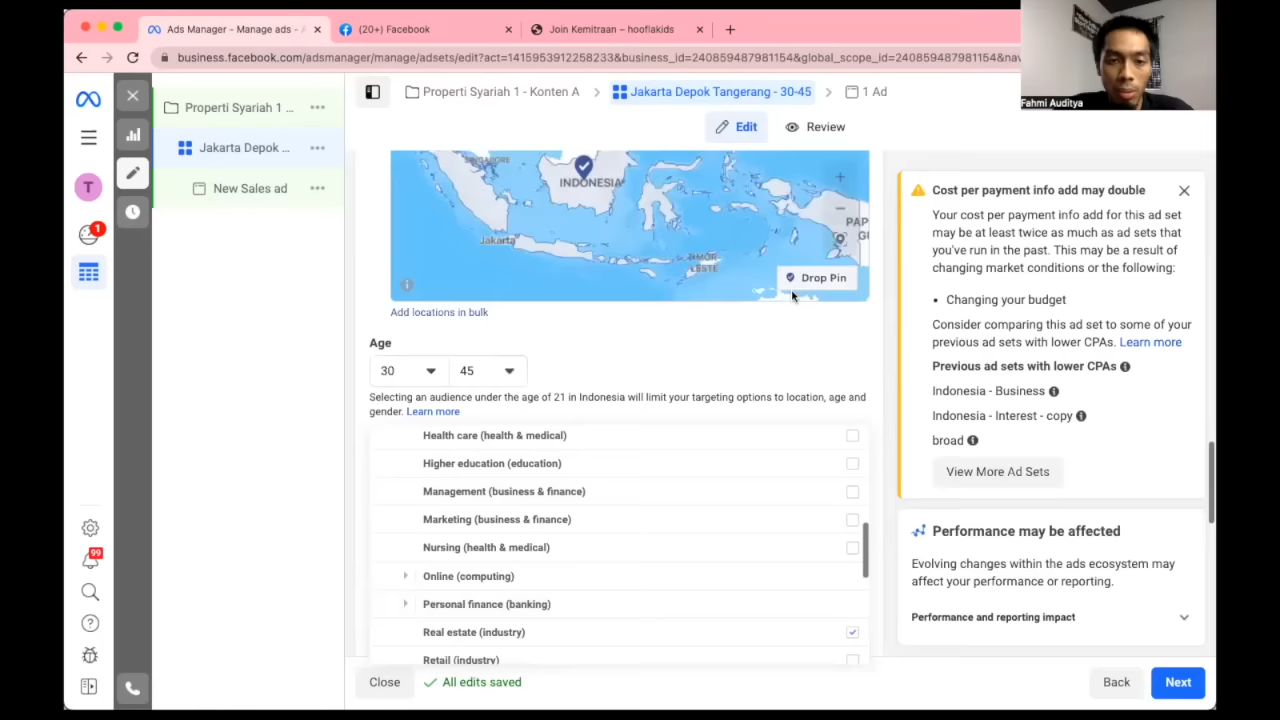 Ads Manager - Manage ads - A
(20+) Facebook
Join Kemitraan – hooflakids
business.facebook.com/adsmanager/manage/adsets/edit?act=1415953912258233&business_id=240859487981154&global_scope_id=240859487981154&nav
Fahmi Auditya
Properti Syariah 1 - Konten A
Jakarta Depok Tangerang - 30-45
1 Ad
Edit
Review
Properti Syariah 1 ...
Jakarta Depok ...
New Sales ad
T
1
99
SINGAPORE
INDONESIA
Jakarta
TIMOR
LESTE
PAP
GU
Drop Pin
Add locations in bulk
Age
30
45
Selecting an audience under the age of 21 in Indonesia will limit your targeting options to location, age and
gender. Learn more
Health care (health & medical)
Higher education (education)
Management (business & finance)
Marketing (business & finance)
Nursing (health & medical)
Online (computing)
Personal finance (banking)
Real estate (industry)
Retail (industry)
Close
All edits saved
Back
Next
Cost per payment info add may double
Your cost per payment info add for this ad set
may be at least twice as much as ad sets that
you've run in the past. This may be a result of
changing market conditions or the following:
• Changing your budget
Consider comparing this ad set to some of your
previous ad sets with lower CPAs. Learn more
Previous ad sets with lower CPAs
Indonesia - Business
Indonesia - Interest - copy
broad
View More Ad Sets
Performance may be affected
Evolving changes within the ads ecosystem may
affect your performance or reporting.
Performance and reporting impact